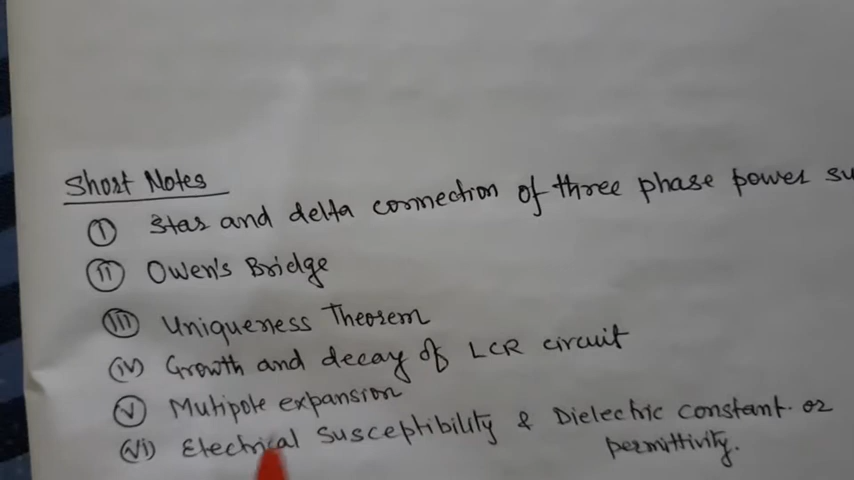 Short Notes
(I) Star and delta connection of three phase power su
(II) Owen's Bridge
(III) Uniqueness Theorem
(IV) Growth and decay of LCR circuit
(V) Mutipole expansion
(VI) Electrical Susceptibility & Dielectric constant or
permittivity.